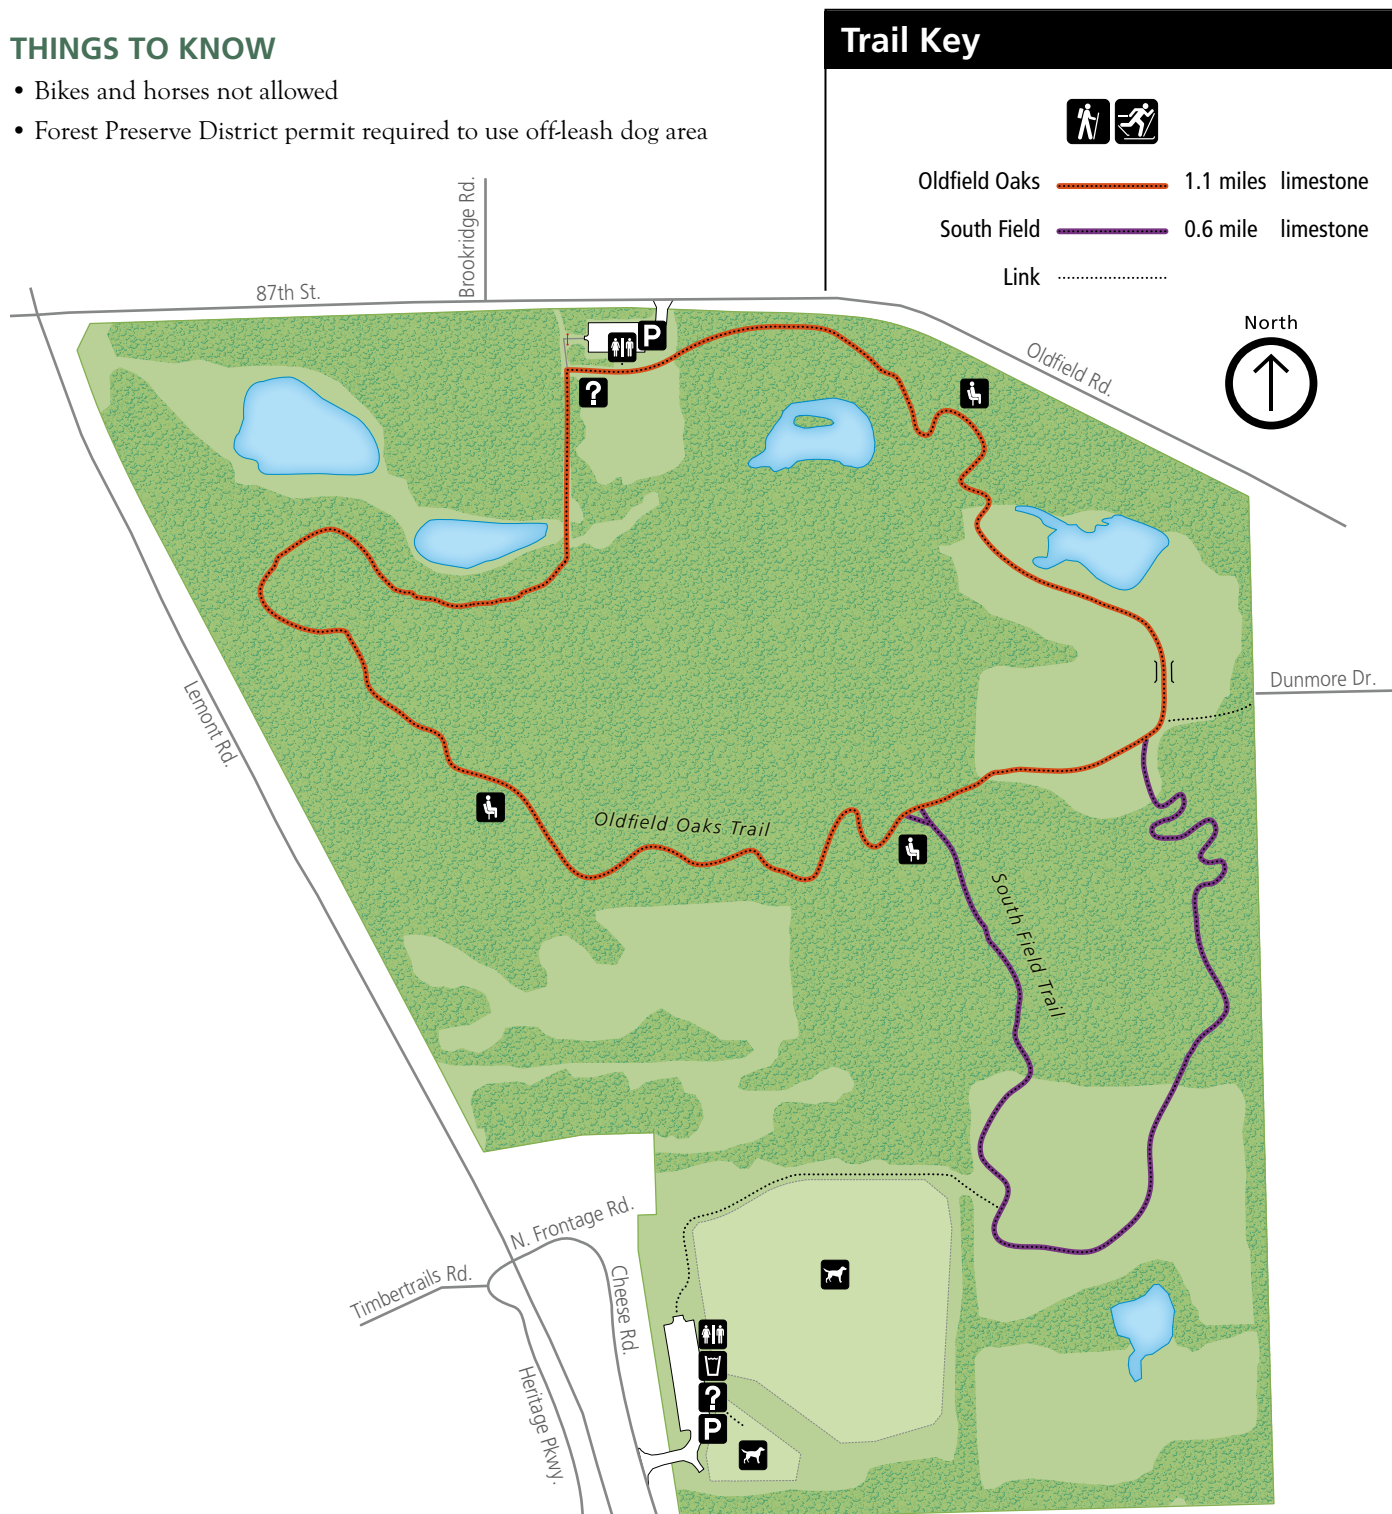 THINGS TO KNOW
• Bikes and horses not allowed
• Forest Preserve District permit required to use off-leash dog area
Trail Key
Oldfield Oaks 1.1 miles limestone
South Field 0.6 mile limestone
Link
North
Brookridge Rd.
87th St.
P
Oldfield Rd.
?
Dunmore Dr.
Lemont Rd.
Oldfield Oaks Trail
South Field Trail
N. Frontage Rd.
Timbertrails Rd.
Cheese Rd.
Heritage Pkwy.
?
P